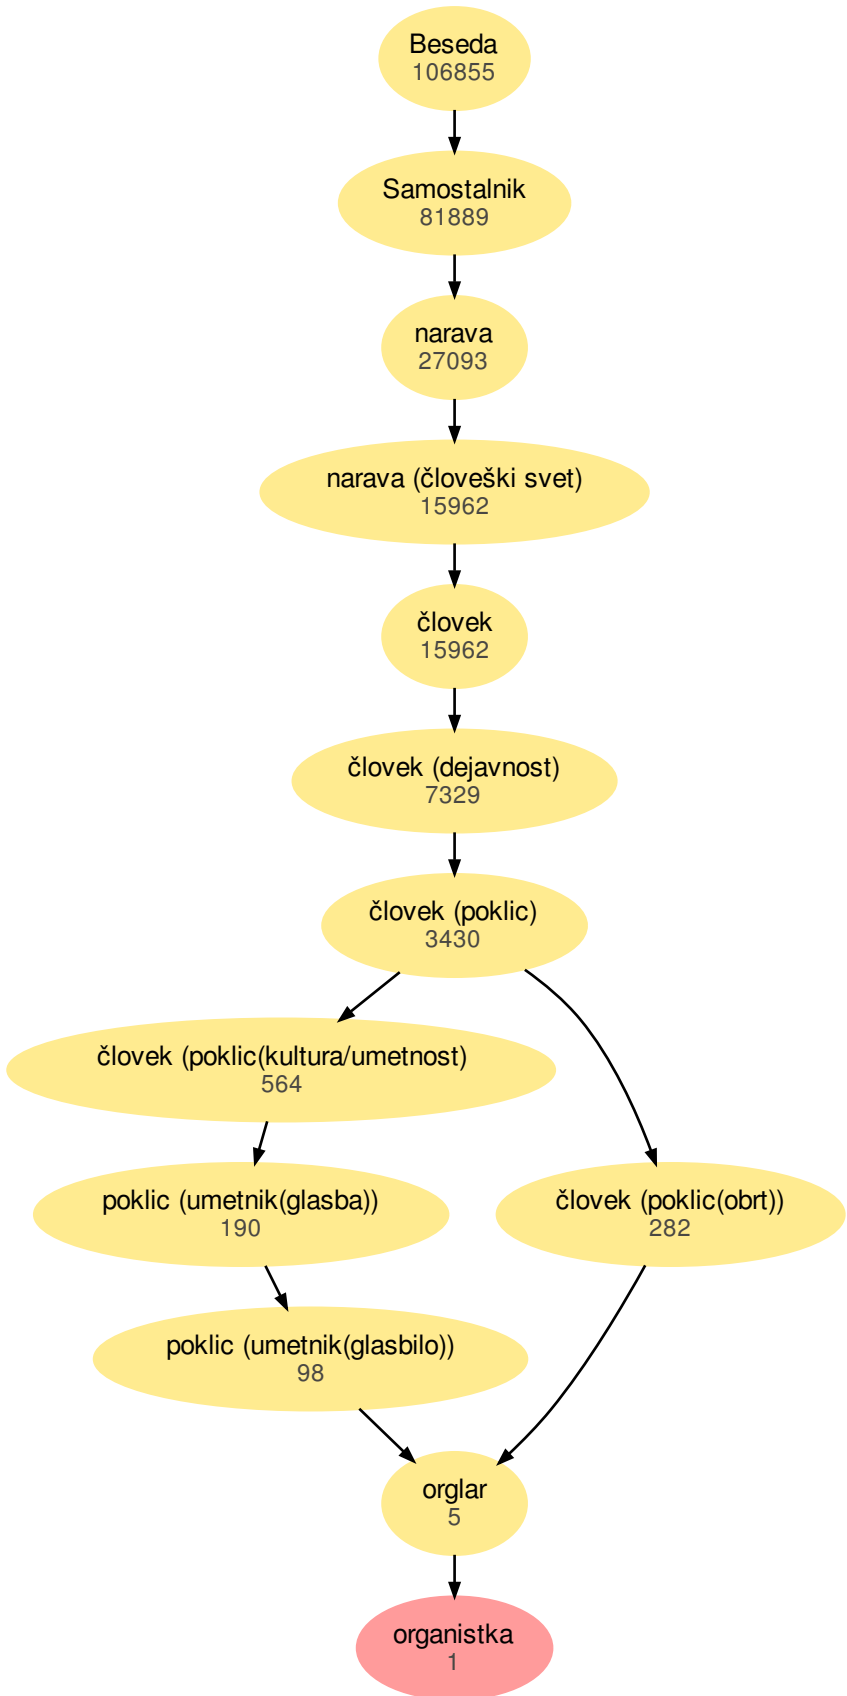 Beseda
106855
Samostalnik
81889
narava
27093
narava (človeški svet)
15962
človek
15962
človek (dejavnost)
7329
človek (poklic)
3430
človek (poklic(kultura/umetnost)
564
poklic (umetnik(glasba))
190
človek (poklic(obrt))
282
poklic (umetnik(glasbilo))
98
orglar
5
organistka
1